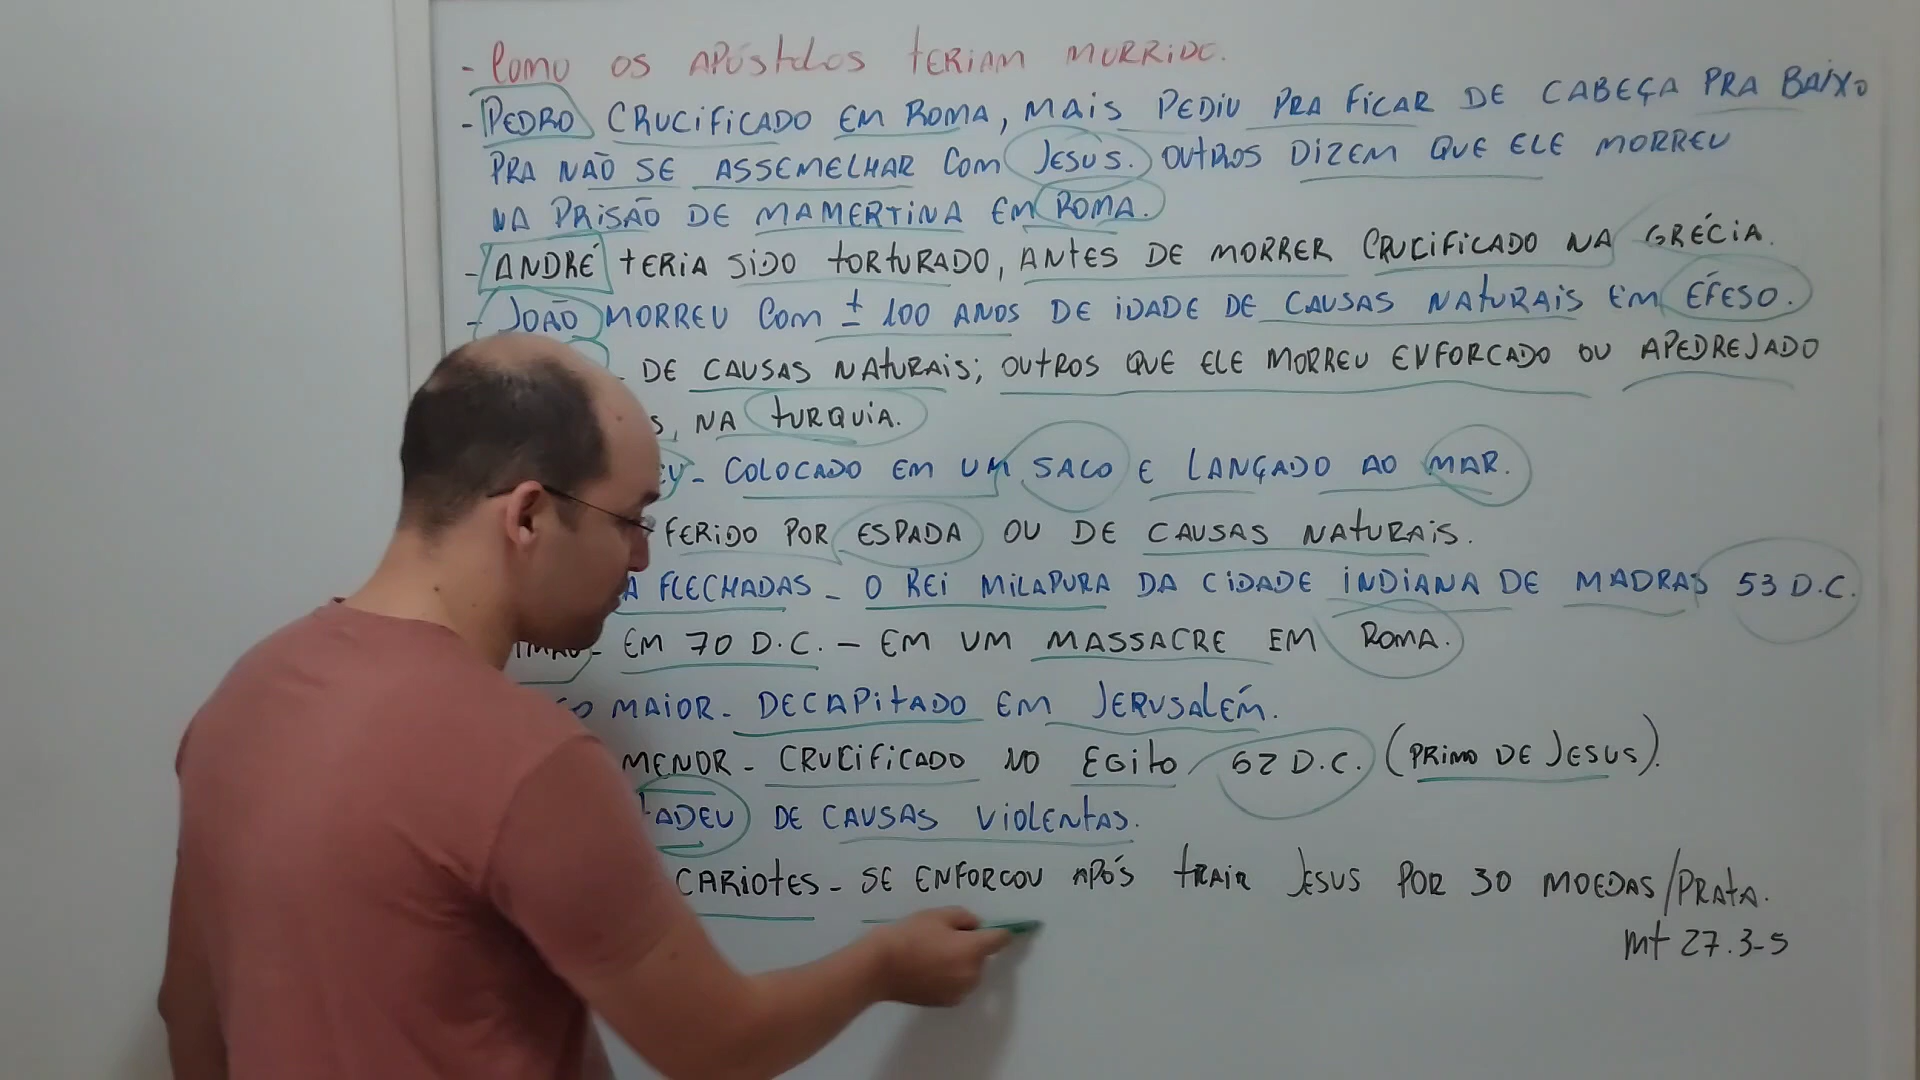 - Como os APÓStolos tERIAM MORRIDO.
- PEDRO CRUCIFICADO EM ROMA, MAIS PEDIU PRA FICAR DE CABEÇA PRA BAIXO
PRA NÃO SE ASSEMELHAR COM JESUS. OUTROS DIZEM QUE ELE MORREU
NA PRISÃO DE MAMERTINA EM ROMA.
- ANDRÉ TERIA SIDO TORTURADO, ANTES DE MORRER CRUCIFICADO NA GRÉCIA.
- JOÃO MORREU COM ± 100 ANOS DE IDADE DE CAUSAS NATURAIS EM ÉFESO.
DE CAUSAS NATURAIS; OUTROS QUE ELE MORREU ENFORCADO OU APEDREJADO
S, NA TURQUIA.
- COLOCADO EM UM SACO E LANÇADO AO MAR.
FERIDO POR ESPADA OU DE CAUSAS NATURAIS.
A FLECHADAS - O REI MILAPURA DA CIDADE INDIANA DE MADRAS 53 D.C.
- EM 70 D.C. - EM UM MASSACRE EM ROMA.
MAIOR - DECAPITADO EM JERUSALÉM.
MENOR - CRUCIFICADO NO EGITO 62 D.C. (PRIMO DE JESUS).
TADEU DE CAUSAS VIOLENTAS.
CARIOTES - SE ENFORCOU APÓS TRAIR JESUS POR 30 MOEDAS/PRATA.
Mt 27.3-5